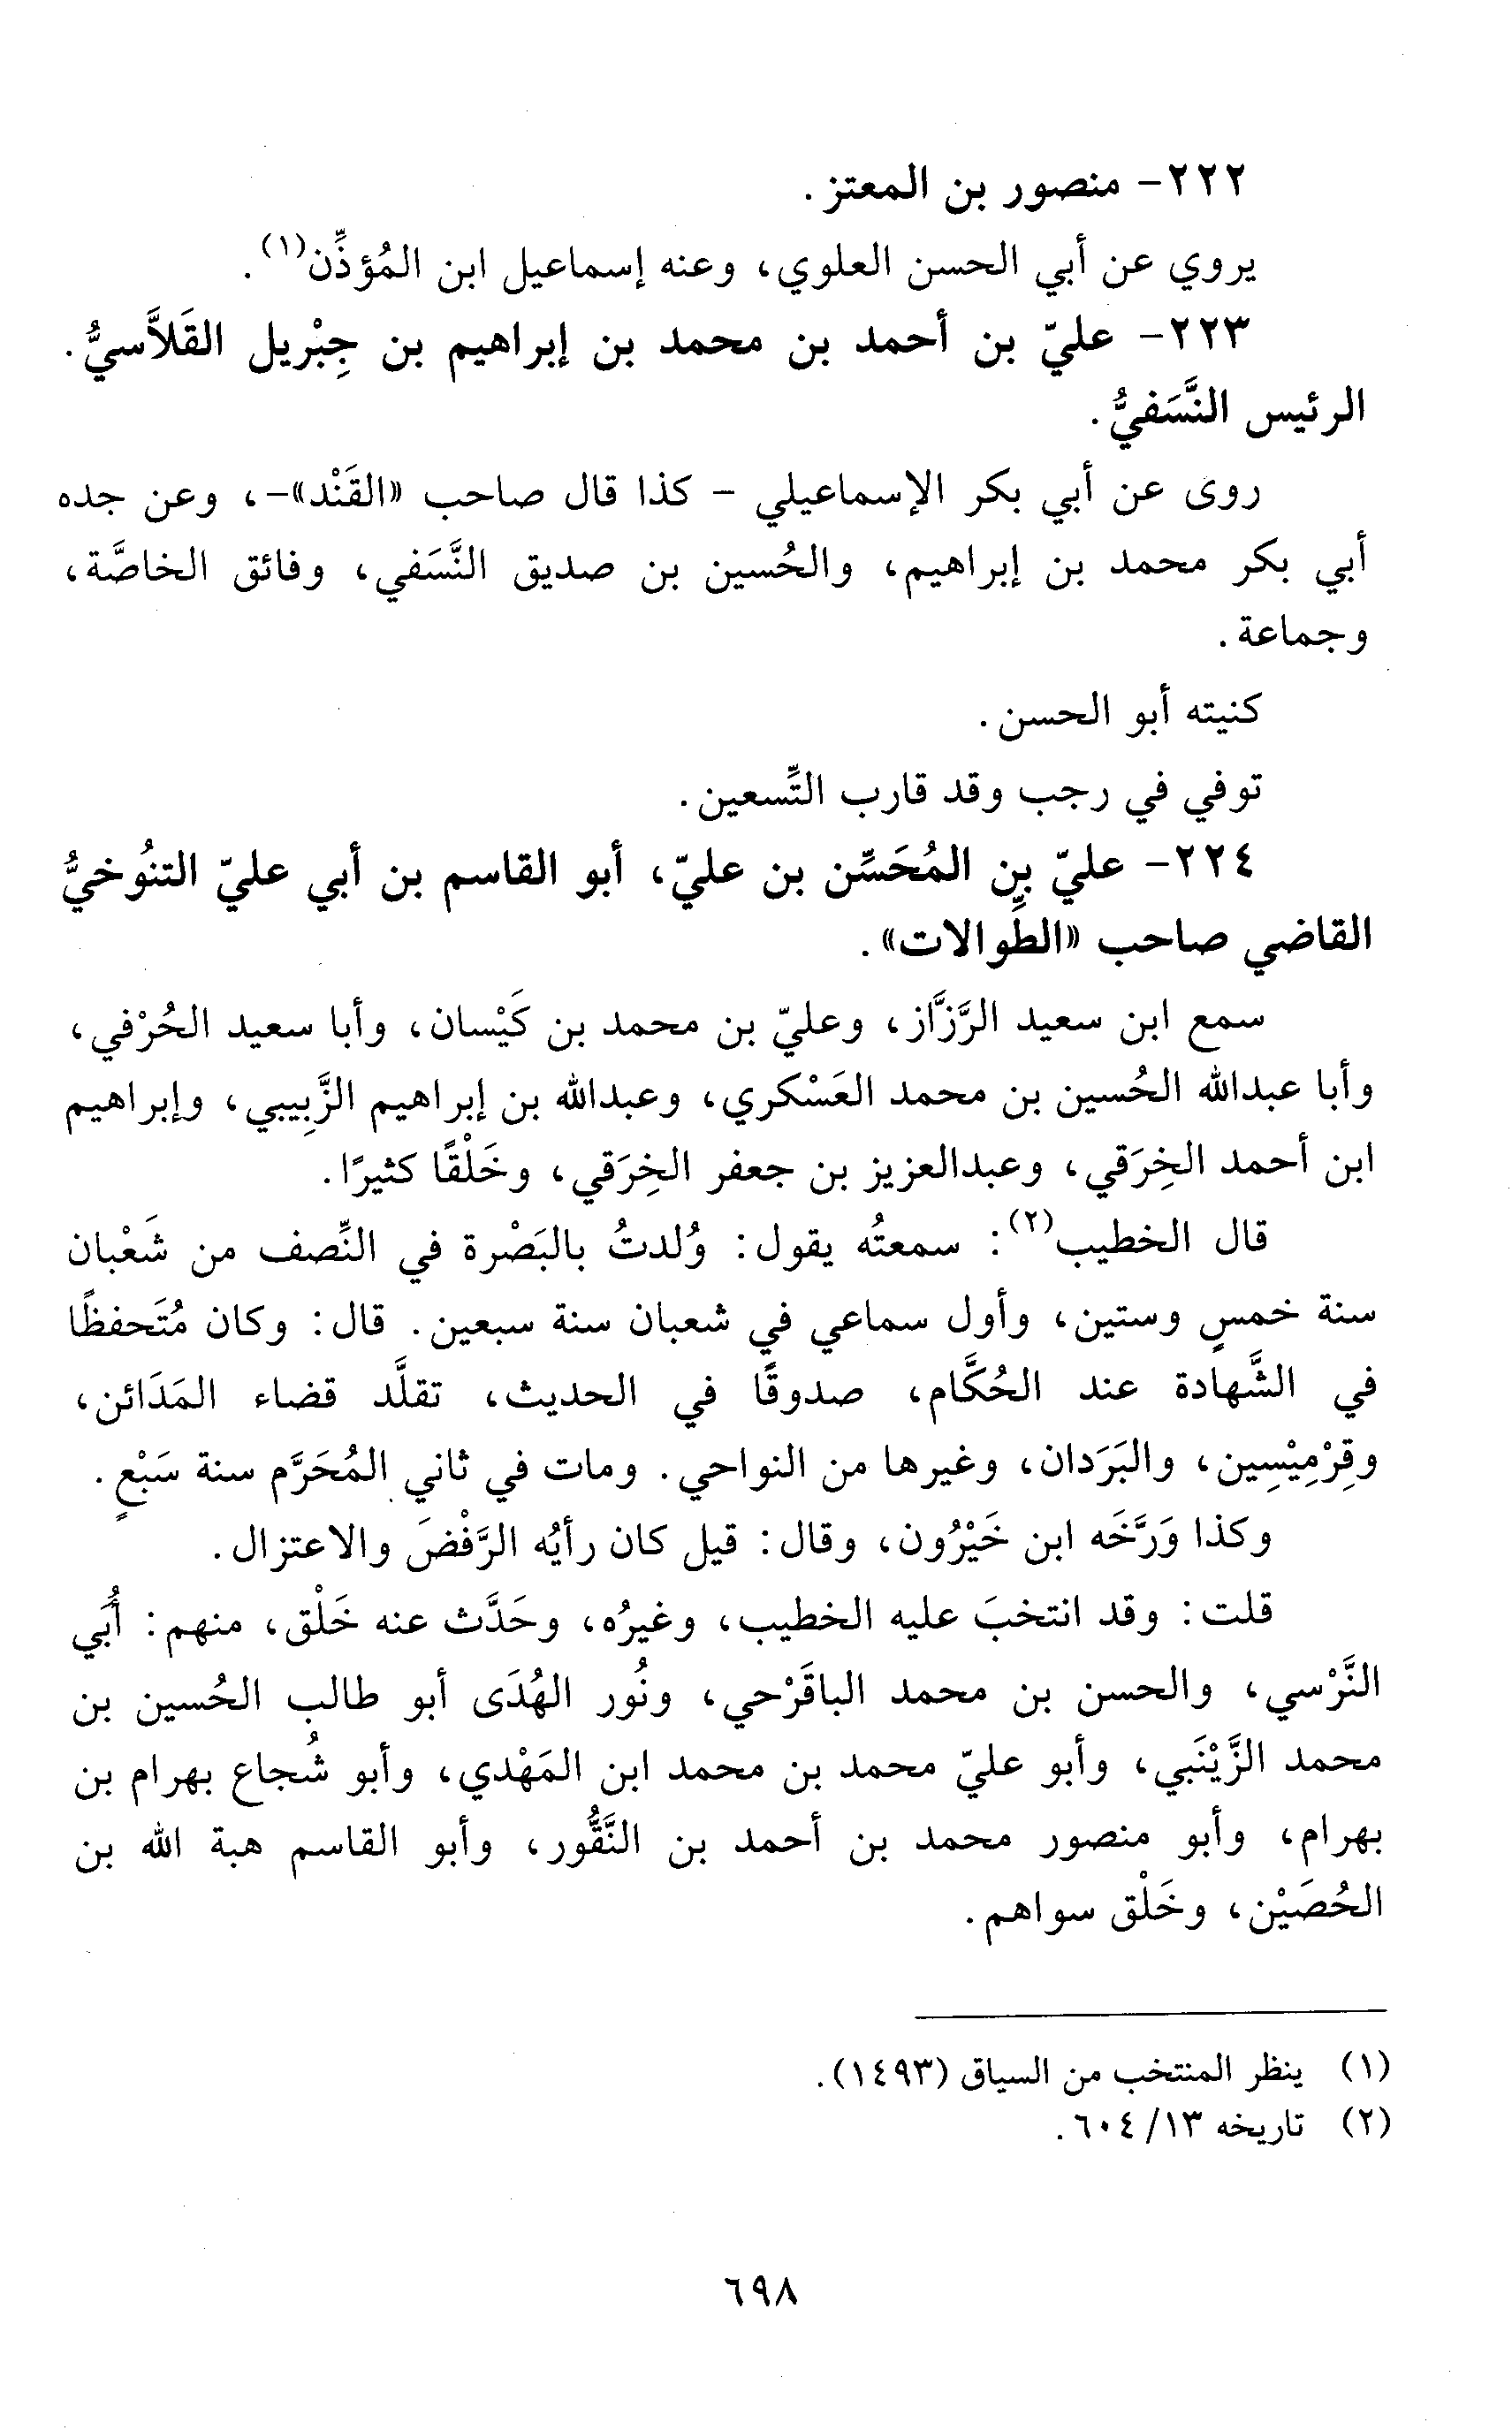 ٢٢٢- منصور بن المعتز.
يروي عن أبي الحسن العلوي، وعنه إسماعيل ابن المُؤذِّن(١).
٢٢٣- عليّ بن أحمد بن محمد بن إبراهيم بن جِبْريل القَلاَّسيُّ.
الرئيس النَّسَفيُّ.
روى عن أبي بكر الإسماعيلي - كذا قال صاحب «القَنْد»-، وعن جده
أبي بكر محمد بن إبراهيم، والحُسين بن صديق النَّسَفي، وفائق الخاصَّة،
وجماعة.
كنيته أبو الحسن.
توفي في رجب وقد قارب التِّسعين.
٢٢٤- عليّ بن المُحَسِّن بن عليّ، أبو القاسم بن أبي عليّ التنُوخيُّ
القاضي صاحب «الطِّوالات».
سمع ابن سعيد الرَّزَّاز، وعليّ بن محمد بن كَيْسان، وأبا سعيد الحُرْفي،
وأبا عبدالله الحُسين بن محمد العَسْكري، وعبدالله بن إبراهيم الزَّبِيبي، وإبراهيم
ابن أحمد الخِرَقي، وعبدالعزيز بن جعفر الخِرَقي، وخَلْقًا كثيرًا.
قال الخطيب(٢): سمعتُه يقول: وُلدتُ بالبَصْرة في النِّصف من شَعْبان
سنة خمسٍ وستين، وأول سماعي في شعبان سنة سبعين. قال: وكان مُتَحفظًا
في الشَّهادة عند الحُكَّام، صدوقًا في الحديث، تقلَّد قضاء المَدَائن،
وقِرْمِيْسِين، والبَرَدان، وغيرها من النواحي. ومات في ثاني المُحَرَّم سنة سَبْعٍ.
وكذا وَرَّخَه ابن خَيْرُون، وقال: قيل كان رأيُه الرَّفْضَ والاعتزال.
قلت: وقد انتخبَ عليه الخطيب، وغيرُه، وحَدَّث عنه خَلْق، منهم: أُبَي
النَّرْسي، والحسن بن محمد الباقَرْحي، ونُور الهُدَى أبو طالب الحُسين بن
محمد الزَّيْنَبي، وأبو عليّ محمد بن محمد ابن المَهْدي، وأبو شُجاع بهرام بن
بهرام، وأبو منصور محمد بن أحمد بن النَّقُّور، وأبو القاسم هبة الله بن
الحُصَيْن، وخَلْق سواهم.
(١) ينظر المنتخب من السياق (١٤٩٣).
(٢) تاريخه ١٣/ ٦٠٤.
٦٩٨